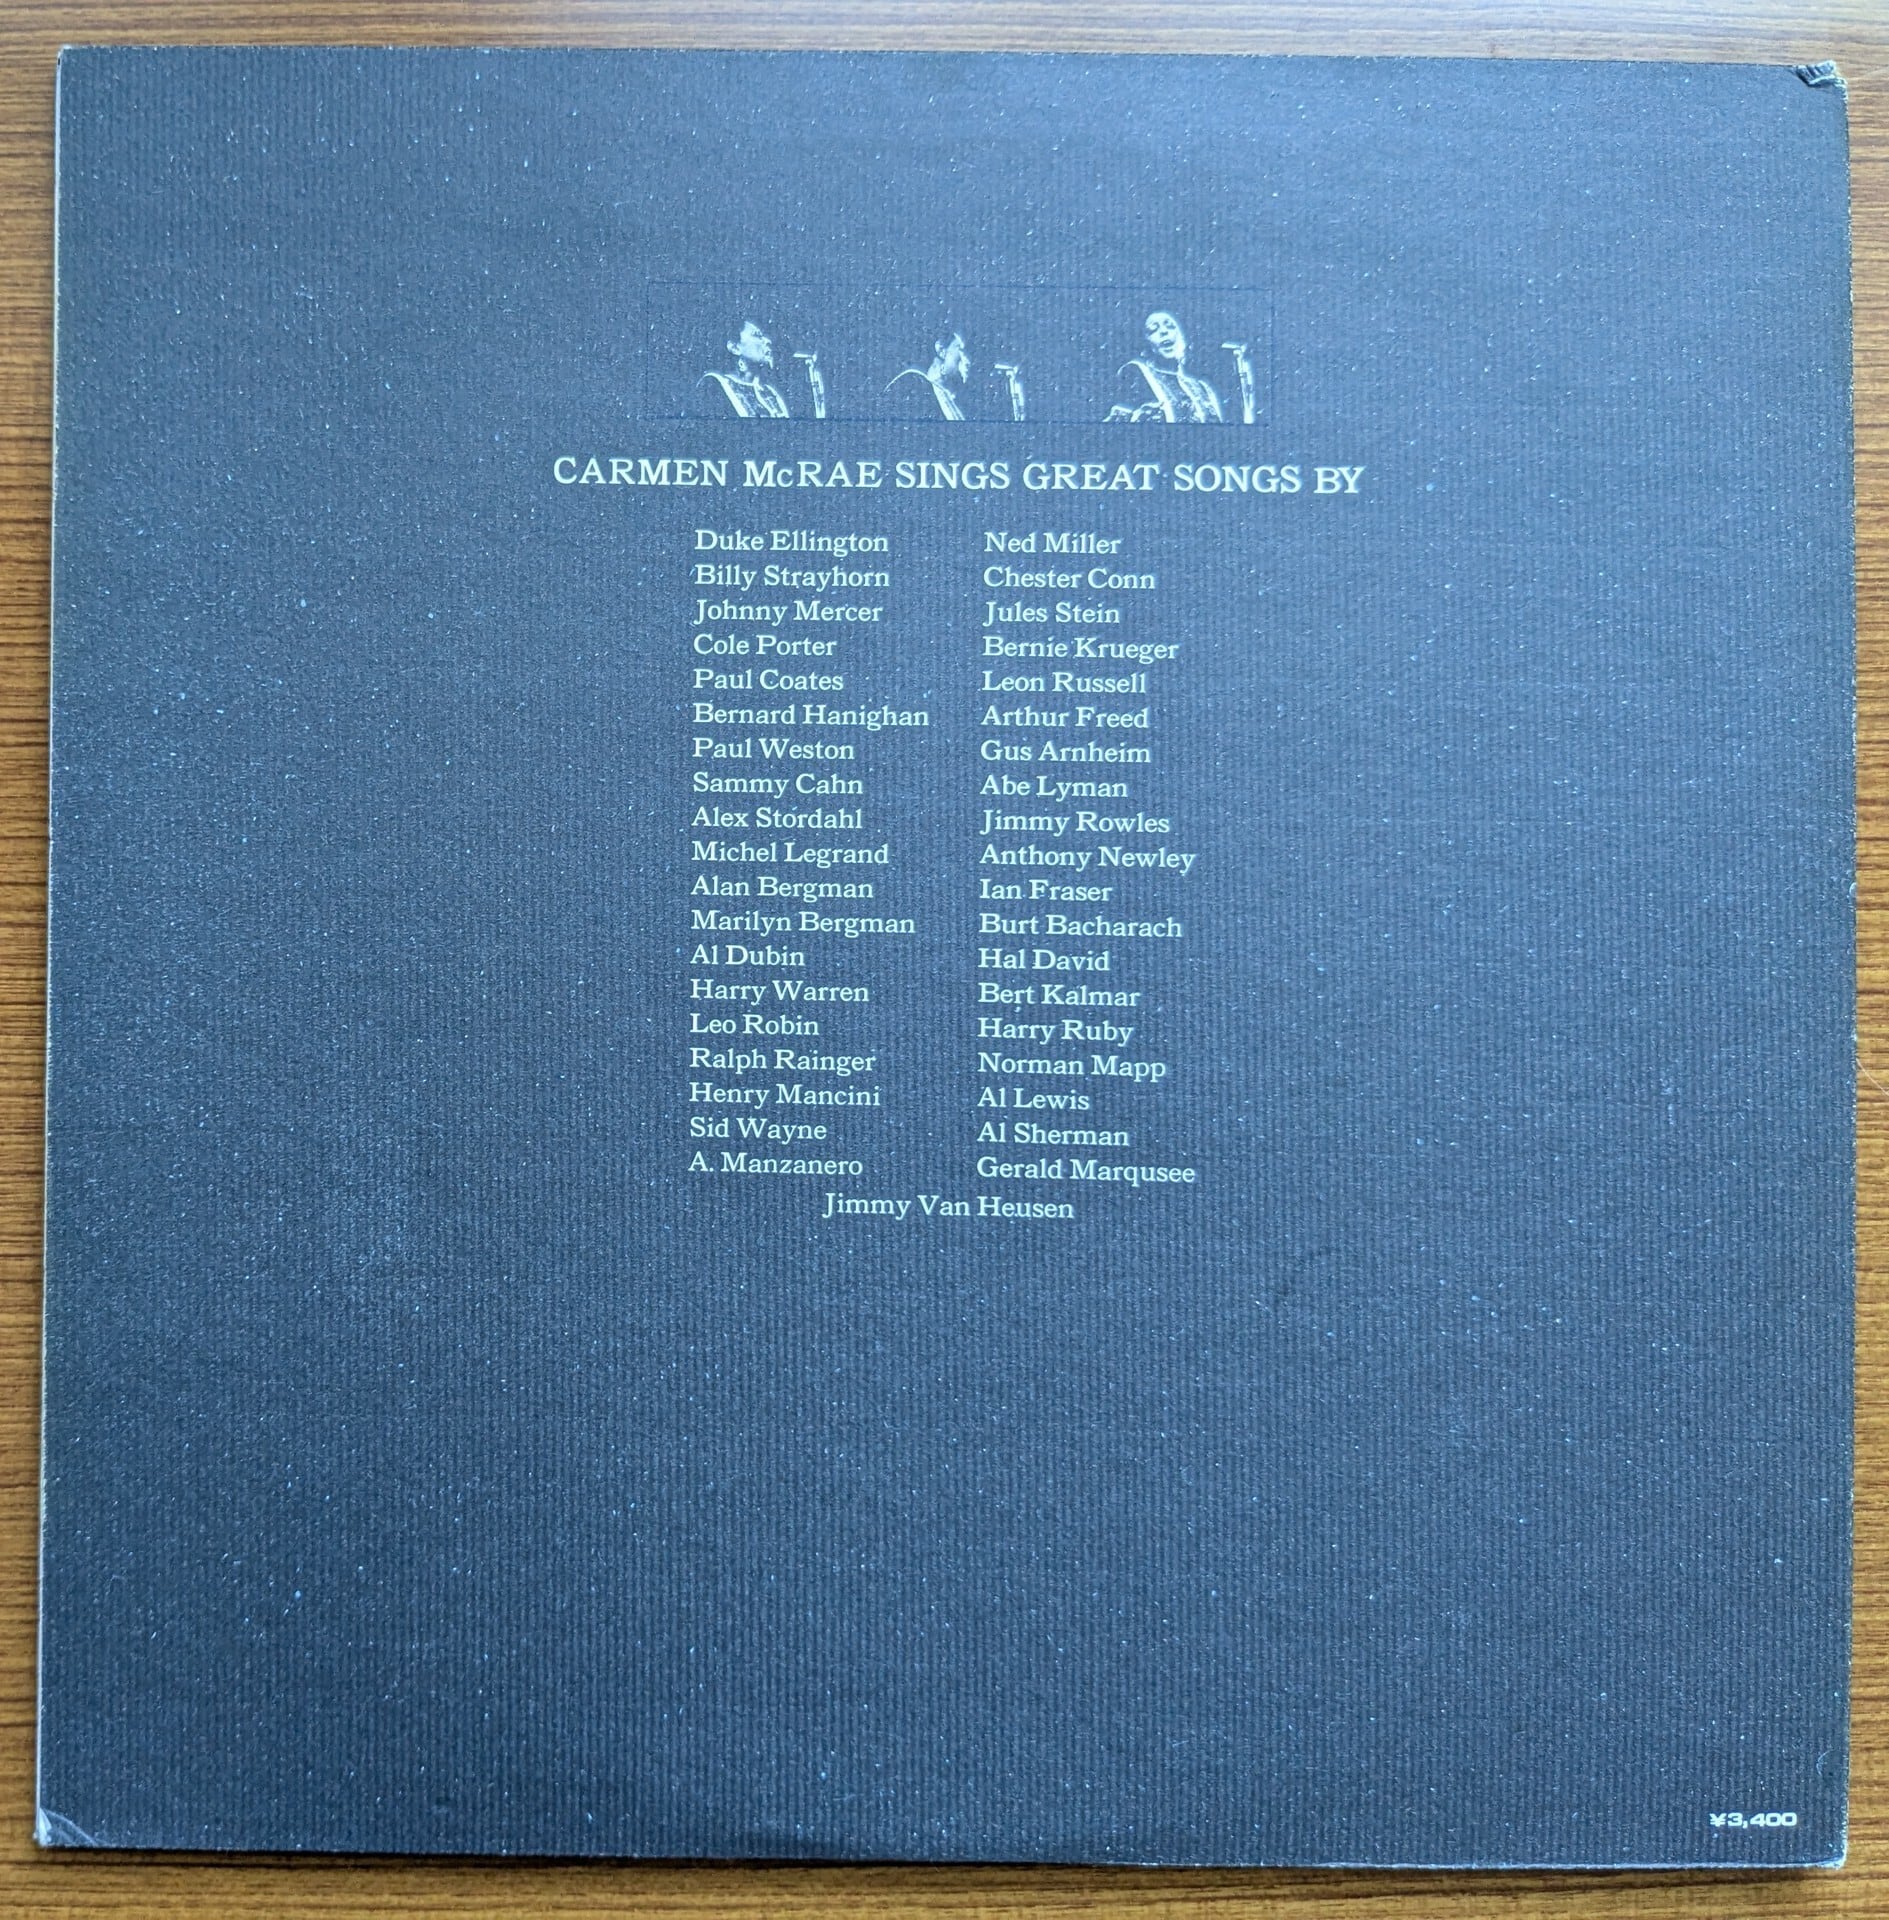 CARMEN McRAE SINGS GREAT SONGS BY
Duke Ellington
Billy Strayhorn
Johnny Mercer
Cole Porter
Paul Coates
Bernard Hanighan
Paul Weston
Sammy Cahn
Alex Stordahl
Michel Legrand
Alan Bergman
Marilyn Bergman
Al Dubin
Harry Warren
Leo Robin
Ralph Rainger
Henry Mancini
Sid Wayne
A. Manzanero
Ned Miller
Chester Conn
Jules Stein
Bernie Krueger
Leon Russell
Arthur Freed
Gus Arnheim
Abe Lyman
Jimmy Rowles
Anthony Newley
Ian Fraser
Burt Bacharach
Hal David
Bert Kalmar
Harry Ruby
Norman Mapp
Al Lewis
Al Sherman
Gerald Marqusee
Jimmy Van Heusen
¥3,400